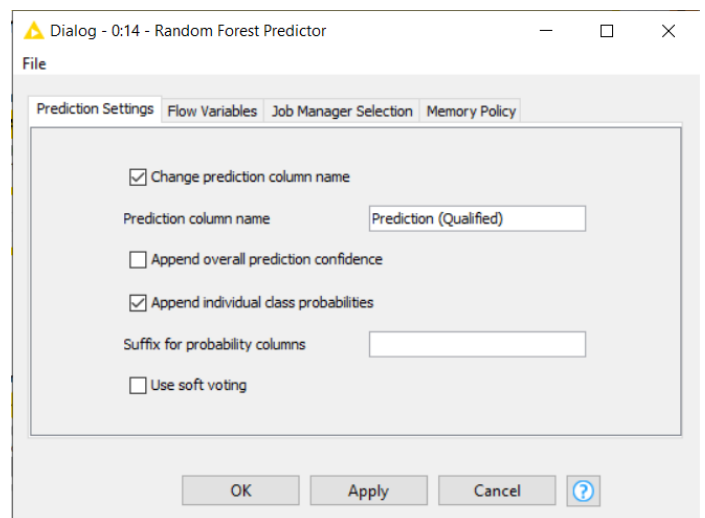 Dialog - 0:14 - Random Forest Predictor
File
Prediction Settings Flow Variables Job Manager Selection Memory Policy
Change prediction column name
Prediction column name Prediction (Qualified)
Append overall prediction confidence
Append individual class probabilities
Suffix for probability columns
Use soft voting
OK Apply Cancel ?